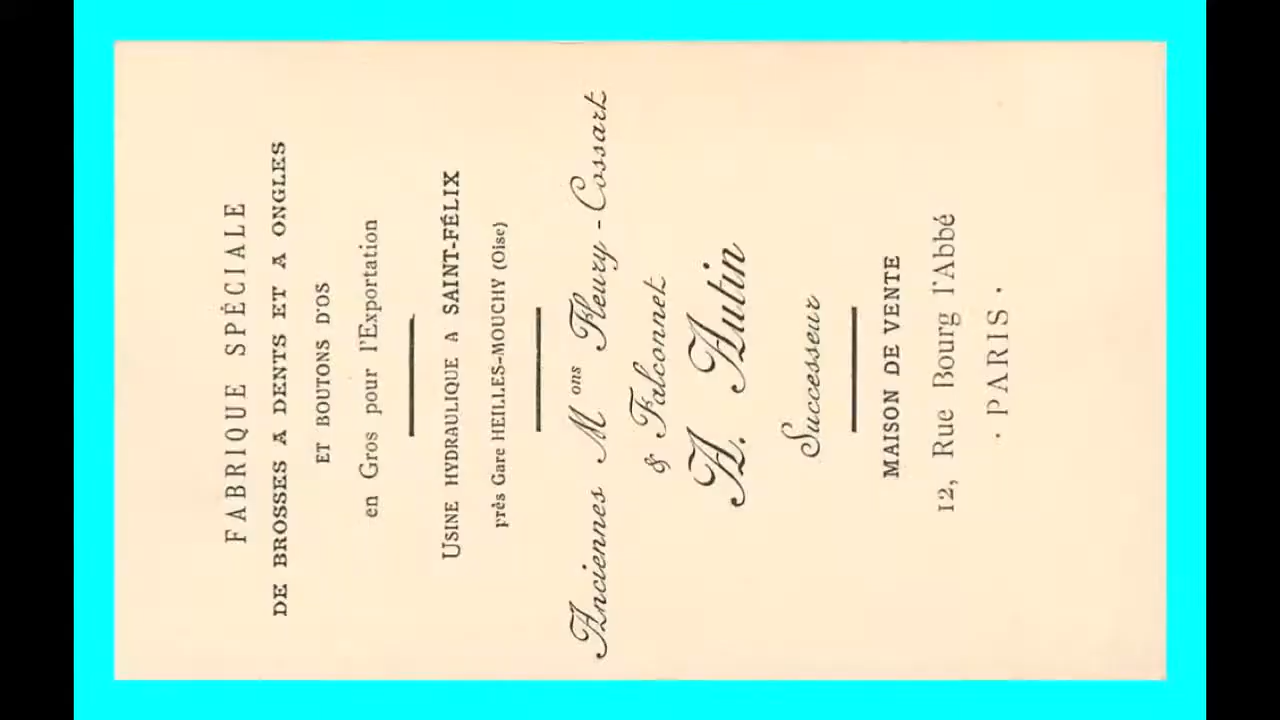 FABRIQUE SPÉCIALE
DE BROSSES A DENTS ET A ONGLES
ET BOUTONS D'OS
en Gros pour l'Exportation
USINE HYDRAULIQUE A SAINT-FÉLIX
près Gare HEILLES-MOUCHY (Oise)
Anciennes Mons Fleury-Cossart
& Falconnet
A. Autin
Successeur
MAISON DE VENTE
12, Rue Bourg l'Abbé
· PARIS ·